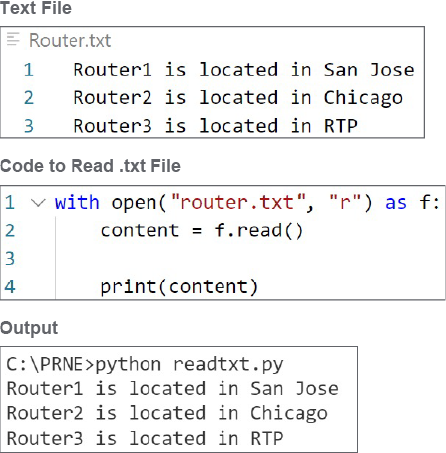 Text File
Router.txt
1 Router1 is located in San Jose
2 Router2 is located in Chicago
3 Router3 is located in RTP
Code to Read .txt File
1 with open("router.txt", "r") as f:
2     content = f.read()
3
4     print(content)
Output
C:\PRNE>python readtxt.py
Router1 is located in San Jose
Router2 is located in Chicago
Router3 is located in RTP